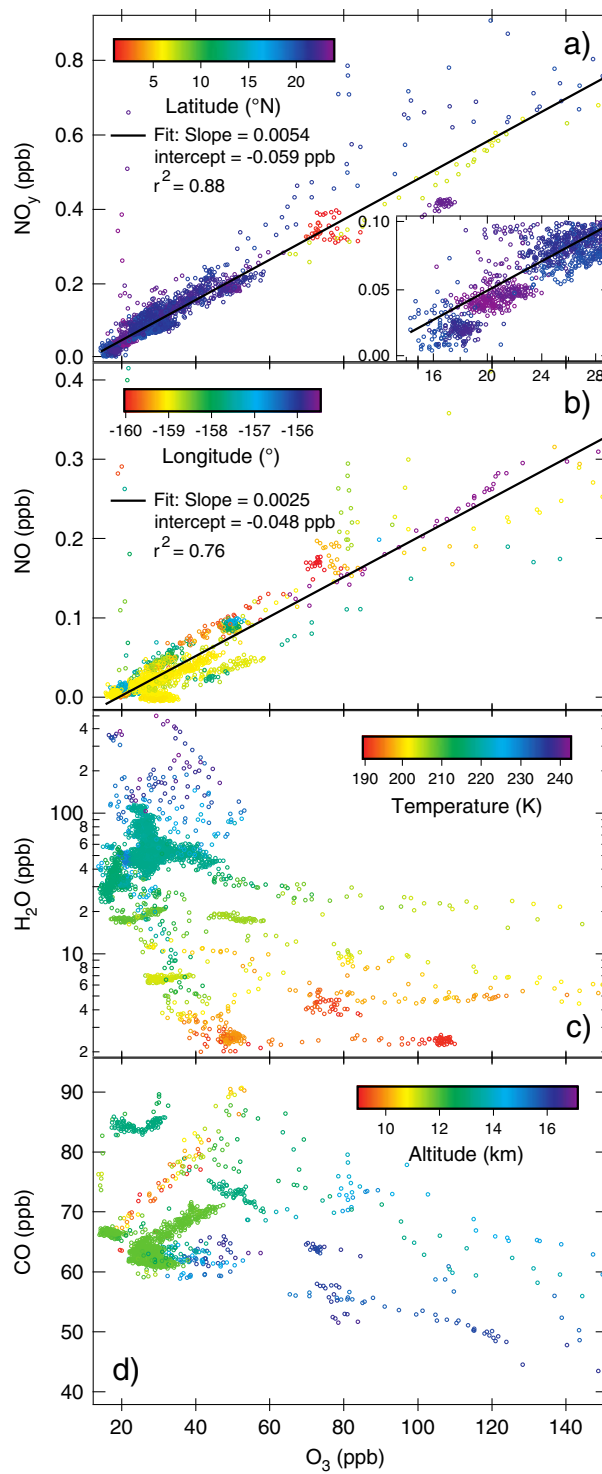 a)
5 10 15 20
Latitude (°N)
Fit: Slope = 0.0054
intercept = -0.059 ppb
r² = 0.88
NOy (ppb)
0.8
0.6
0.4
0.2
0.0
0.10
0.05
0.00
16 20 24 28
b)
-160 -159 -158 -157 -156
Longitude (°)
Fit: Slope = 0.0025
intercept = -0.048 ppb
r² = 0.76
NO (ppb)
0.4
0.3
0.2
0.1
0.0
190 200 210 220 230 240
Temperature (K)
H₂O (ppb)
4
2
100
8
6
4
2
10
8
6
4
2
c)
10 12 14 16
Altitude (km)
CO (ppb)
90
80
70
60
50
40
d)
20 40 60 80 100 120 140
O₃ (ppb)